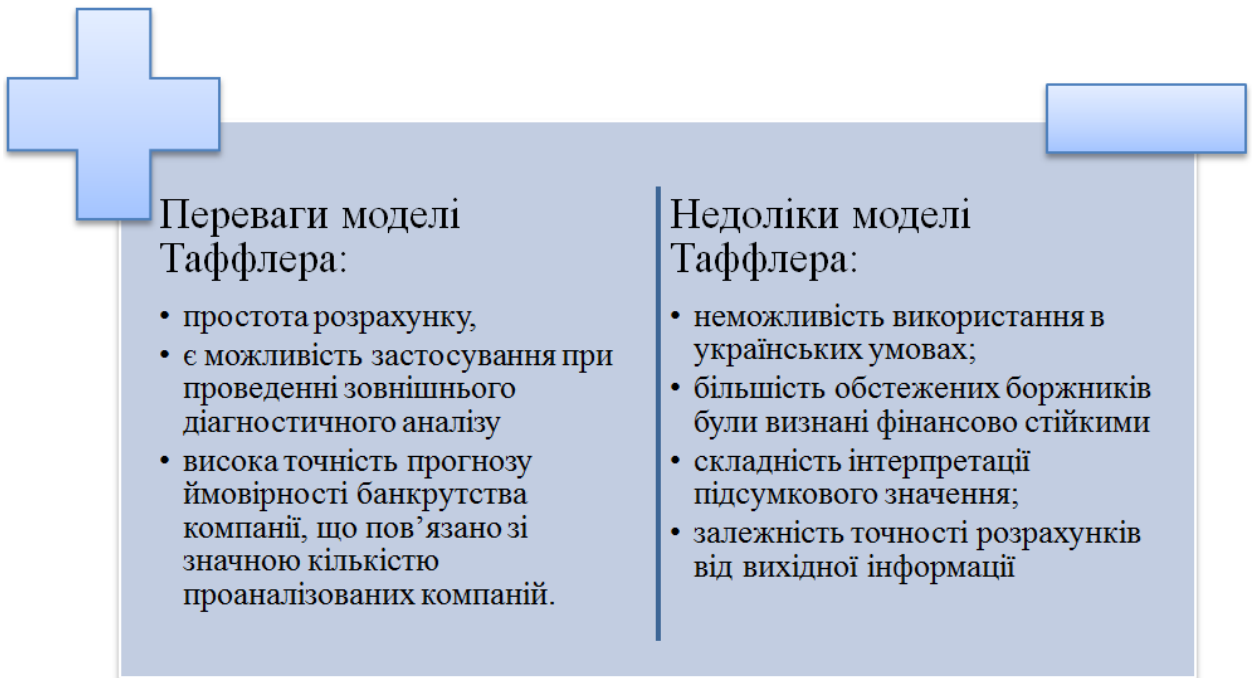 Переваги моделі
Таффлера:
• простота розрахунку,
• є можливість застосування при
проведенні зовнішнього
діагностичного аналізу
• висока точність прогнозу
ймовірності банкрутства
компанії, що пов’язано зі
значною кількістю
проаналізованих компаній.
Недоліки моделі
Таффлера:
• неможливість використання в
українських умовах;
• більшість обстежених боржників
були визнані фінансово стійкими
• складність інтерпретації
підсумкового значення;
• залежність точності розрахунків
від вихідної інформації